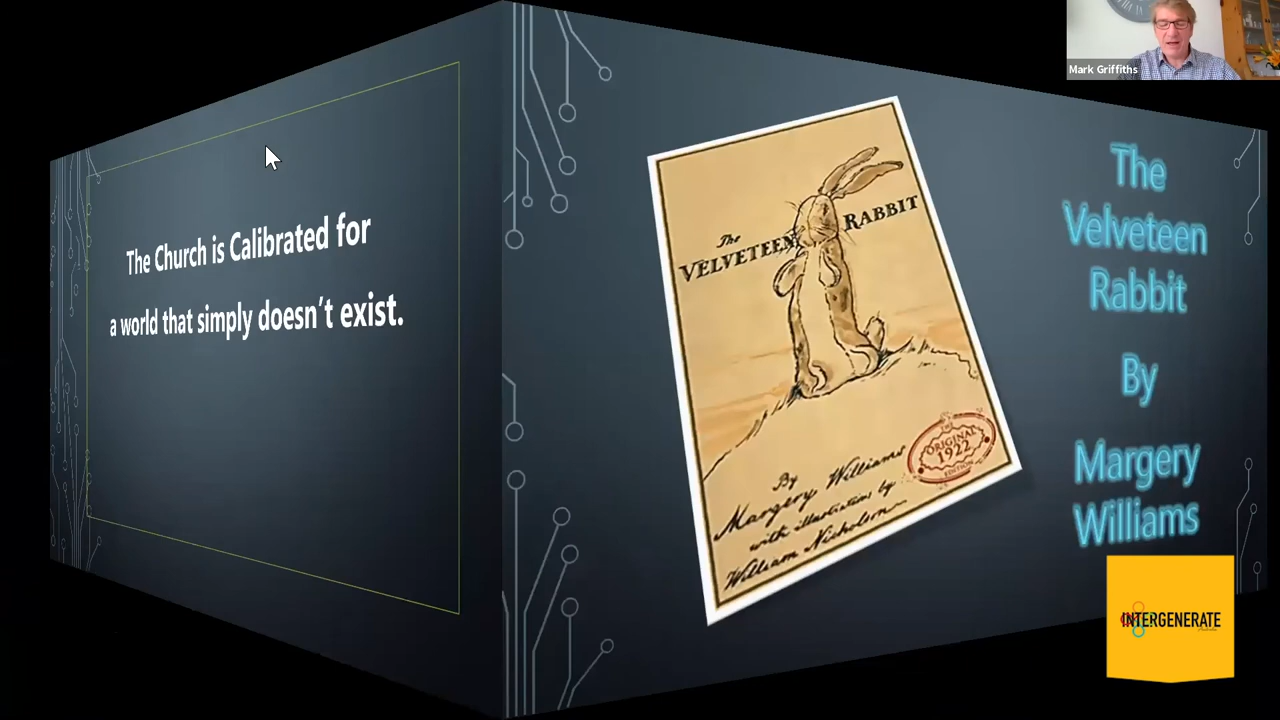 Mark Griffiths
The Church is Calibrated for
a world that simply doesn't exist.
The
VELVETEEN RABBIT
THE
ORIGINAL
1922
EDITION
By
Margery Williams
with illustrations by
William Nicholson
The
Velveteen
Rabbit
By
Margery
Williams
INTERGENERATE